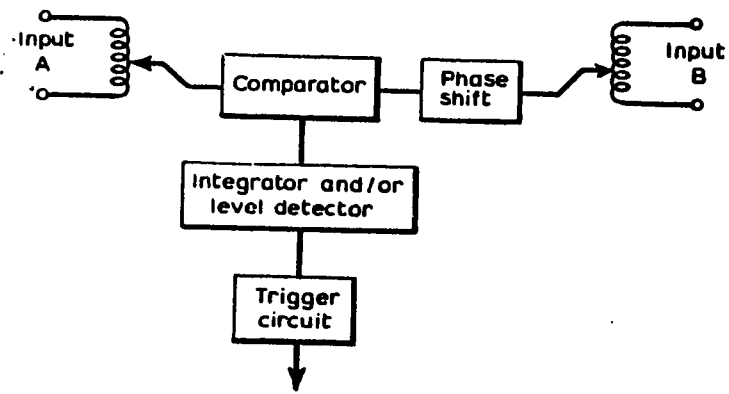 Input
A
Comparator
Phase
shift
Input
B
Integrator and/or
level detector
Trigger
circuit